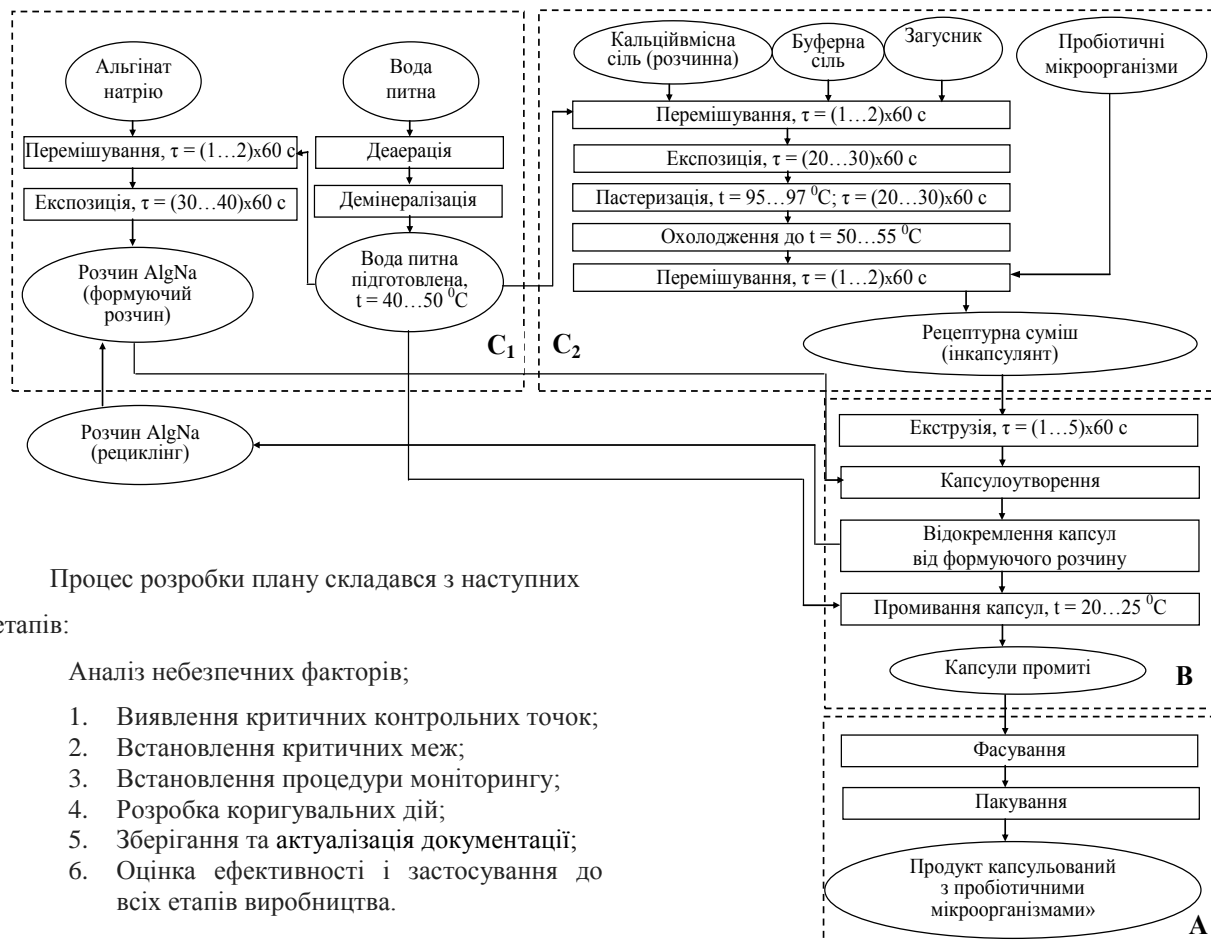 Альгінат
натрію
Вода
питна
Перемішування, τ = (1…2)x60 с
Деаерація
Експозиція, τ = (30…40)x60 с
Демінералізація
Розчин AlgNa
(формуючий
розчин)
Вода питна
підготовлена,
t = 40…50 ⁰C
С₁
Кальційвмісна
сіль (розчинна)
Буферна
сіль
Загусник
Пробіотичні
мікроорганізми
Перемішування, τ = (1…2)x60 с
Експозиція, τ = (20…30)x60 с
Пастеризація, t = 95…97 ⁰C; τ = (20…30)x60 с
Охолодження до t = 50…55 ⁰C
Перемішування, τ = (1…2)x60 с
Рецептурна суміш
(інкапсулянт)
С₂
Розчин AlgNa
(рециклінг)
Екструзія, τ = (1…5)x60 с
Капсулоутворення
Відокремлення капсул
від формуючого розчину
Промивання капсул, t = 20…25 ⁰C
Капсули промиті
В
Фасування
Пакування
Продукт капсульований
з пробіотичними
мікроорганізмами»
А
Процес розробки плану складався з наступних
етапів:
Аналіз небезпечних факторів;
1. Виявлення критичних контрольних точок;
2. Встановлення критичних меж;
3. Встановлення процедури моніторингу;
4. Розробка коригувальних дій;
5. Зберігання та актуалізація документації;
6. Оцінка ефективності і застосування до
всіх етапів виробництва.